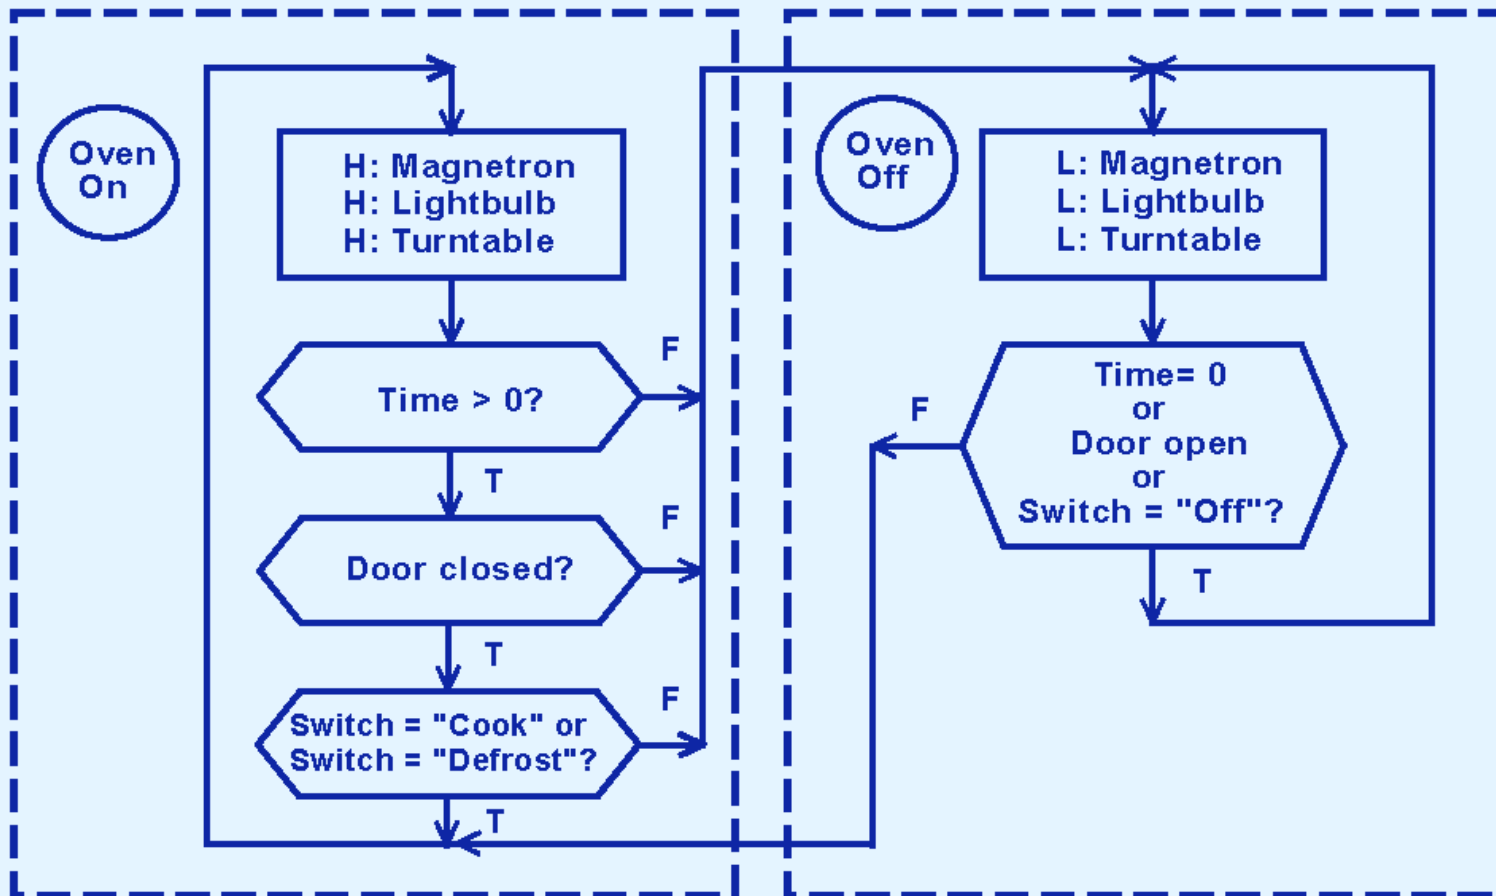 Oven
On
H: Magnetron
H: Lightbulb
H: Turntable
Time > 0?
F
T
Door closed?
F
T
Switch = "Cook" or
Switch = "Defrost"?
F
T
Oven
Off
L: Magnetron
L: Lightbulb
L: Turntable
Time= 0
or
Door open
or
Switch = "Off"?
F
T